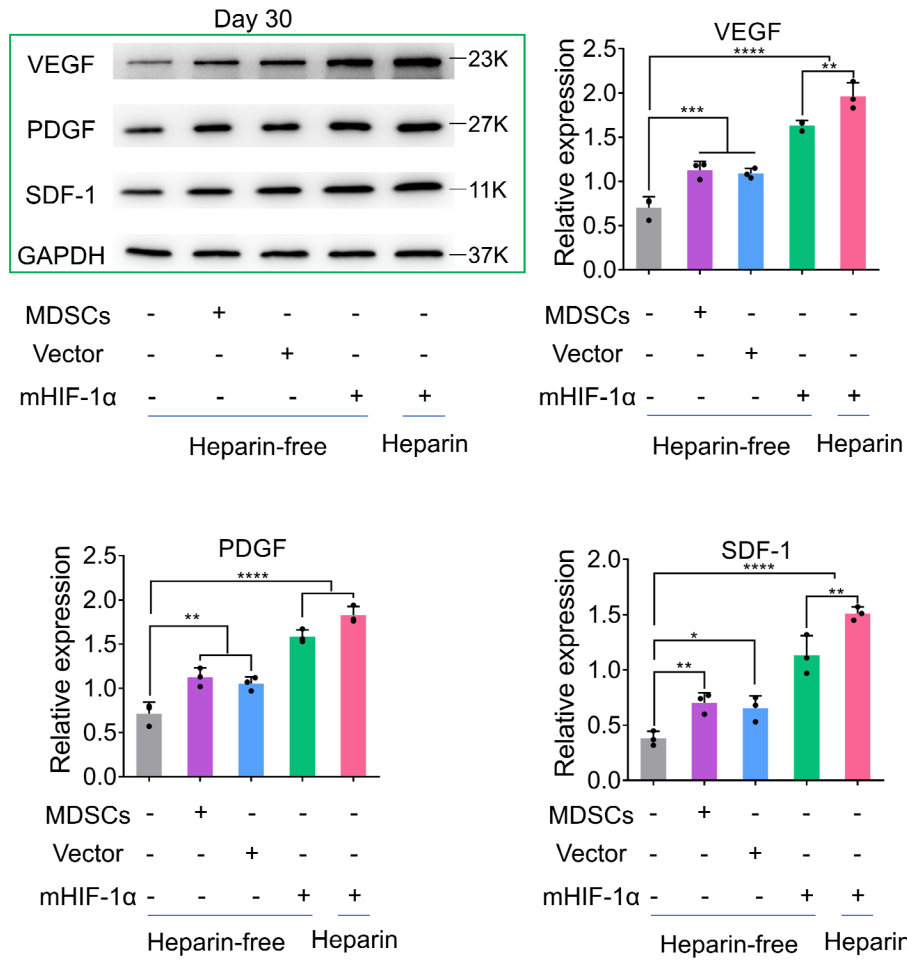 Day 30
VEGF
23K
PDGF
27K
SDF-1
11K
GAPDH
37K
MDSCs - + - - -
Vector - - + - -
mHIF-1α - - - + +
Heparin-free Heparin
VEGF
Relative expression
2.5
2.0
1.5
1.0
0.5
0.0
****
**
***
MDSCs - + - - -
Vector - - + - -
mHIF-1α - - - + +
Heparin-free Heparin
PDGF
Relative expression
2.5
2.0
1.5
1.0
0.5
0.0
****
**
MDSCs - + - - -
Vector - - + - -
mHIF-1α - - - + +
Heparin-free Heparin
SDF-1
Relative expression
2.0
1.5
1.0
0.5
0.0
****
**
*
**
MDSCs - + - - -
Vector - - + - -
mHIF-1α - - - + +
Heparin-free Heparin